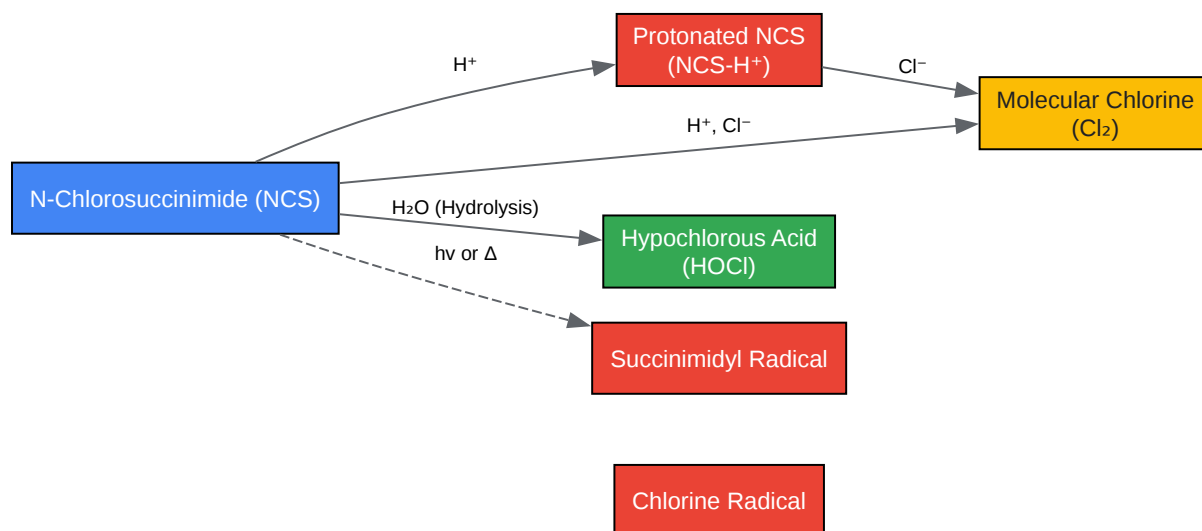 Protonated NCS
(NCS-H⁺)
H⁺
Cl⁻
Molecular Chlorine
(Cl₂)
H⁺, Cl⁻
N-Chlorosuccinimide (NCS)
H₂O (Hydrolysis)
Hypochlorous Acid
(HOCl)
hv or Δ
Succinimidyl Radical
Chlorine Radical